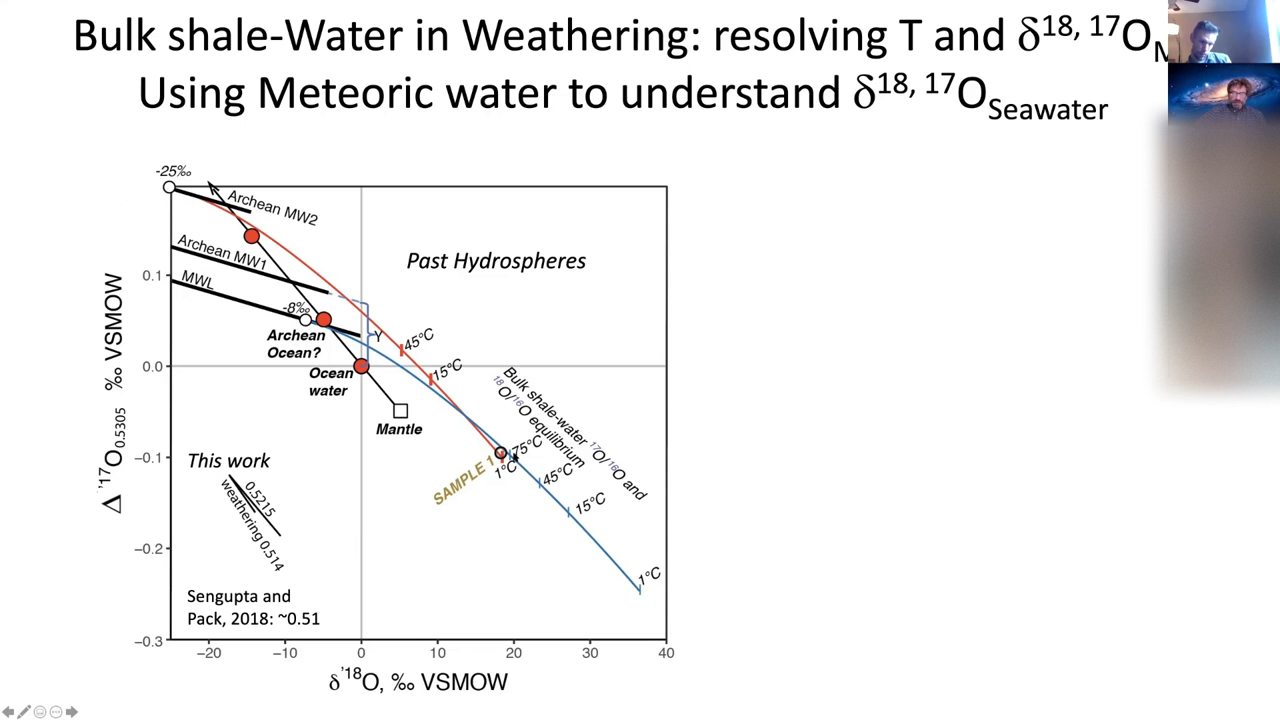 Bulk shale-Water in Weathering: resolving T and δ18, 17O
Using Meteoric water to understand δ18, 17OSeawater
-25‰
Archean MW2
Archean MW1
MWL
Past Hydrospheres
-8‰
Y
Archean
Ocean?
45°C
15°C
Ocean
water
Mantle
Bulk shale-water 17O/16O and
18O/16O equilibrium
75°C
1°C
SAMPLE 1
45°C
15°C
1°C
This work
0.5215
weathering 0.514
Sengupta and
Pack, 2018: ~0.51
Δ'17O0.5305 ‰ VSMOW
0.1
0.0
−0.1
−0.2
−0.3
−20 −10 0 10 20 30 40
δ'18O, ‰ VSMOW